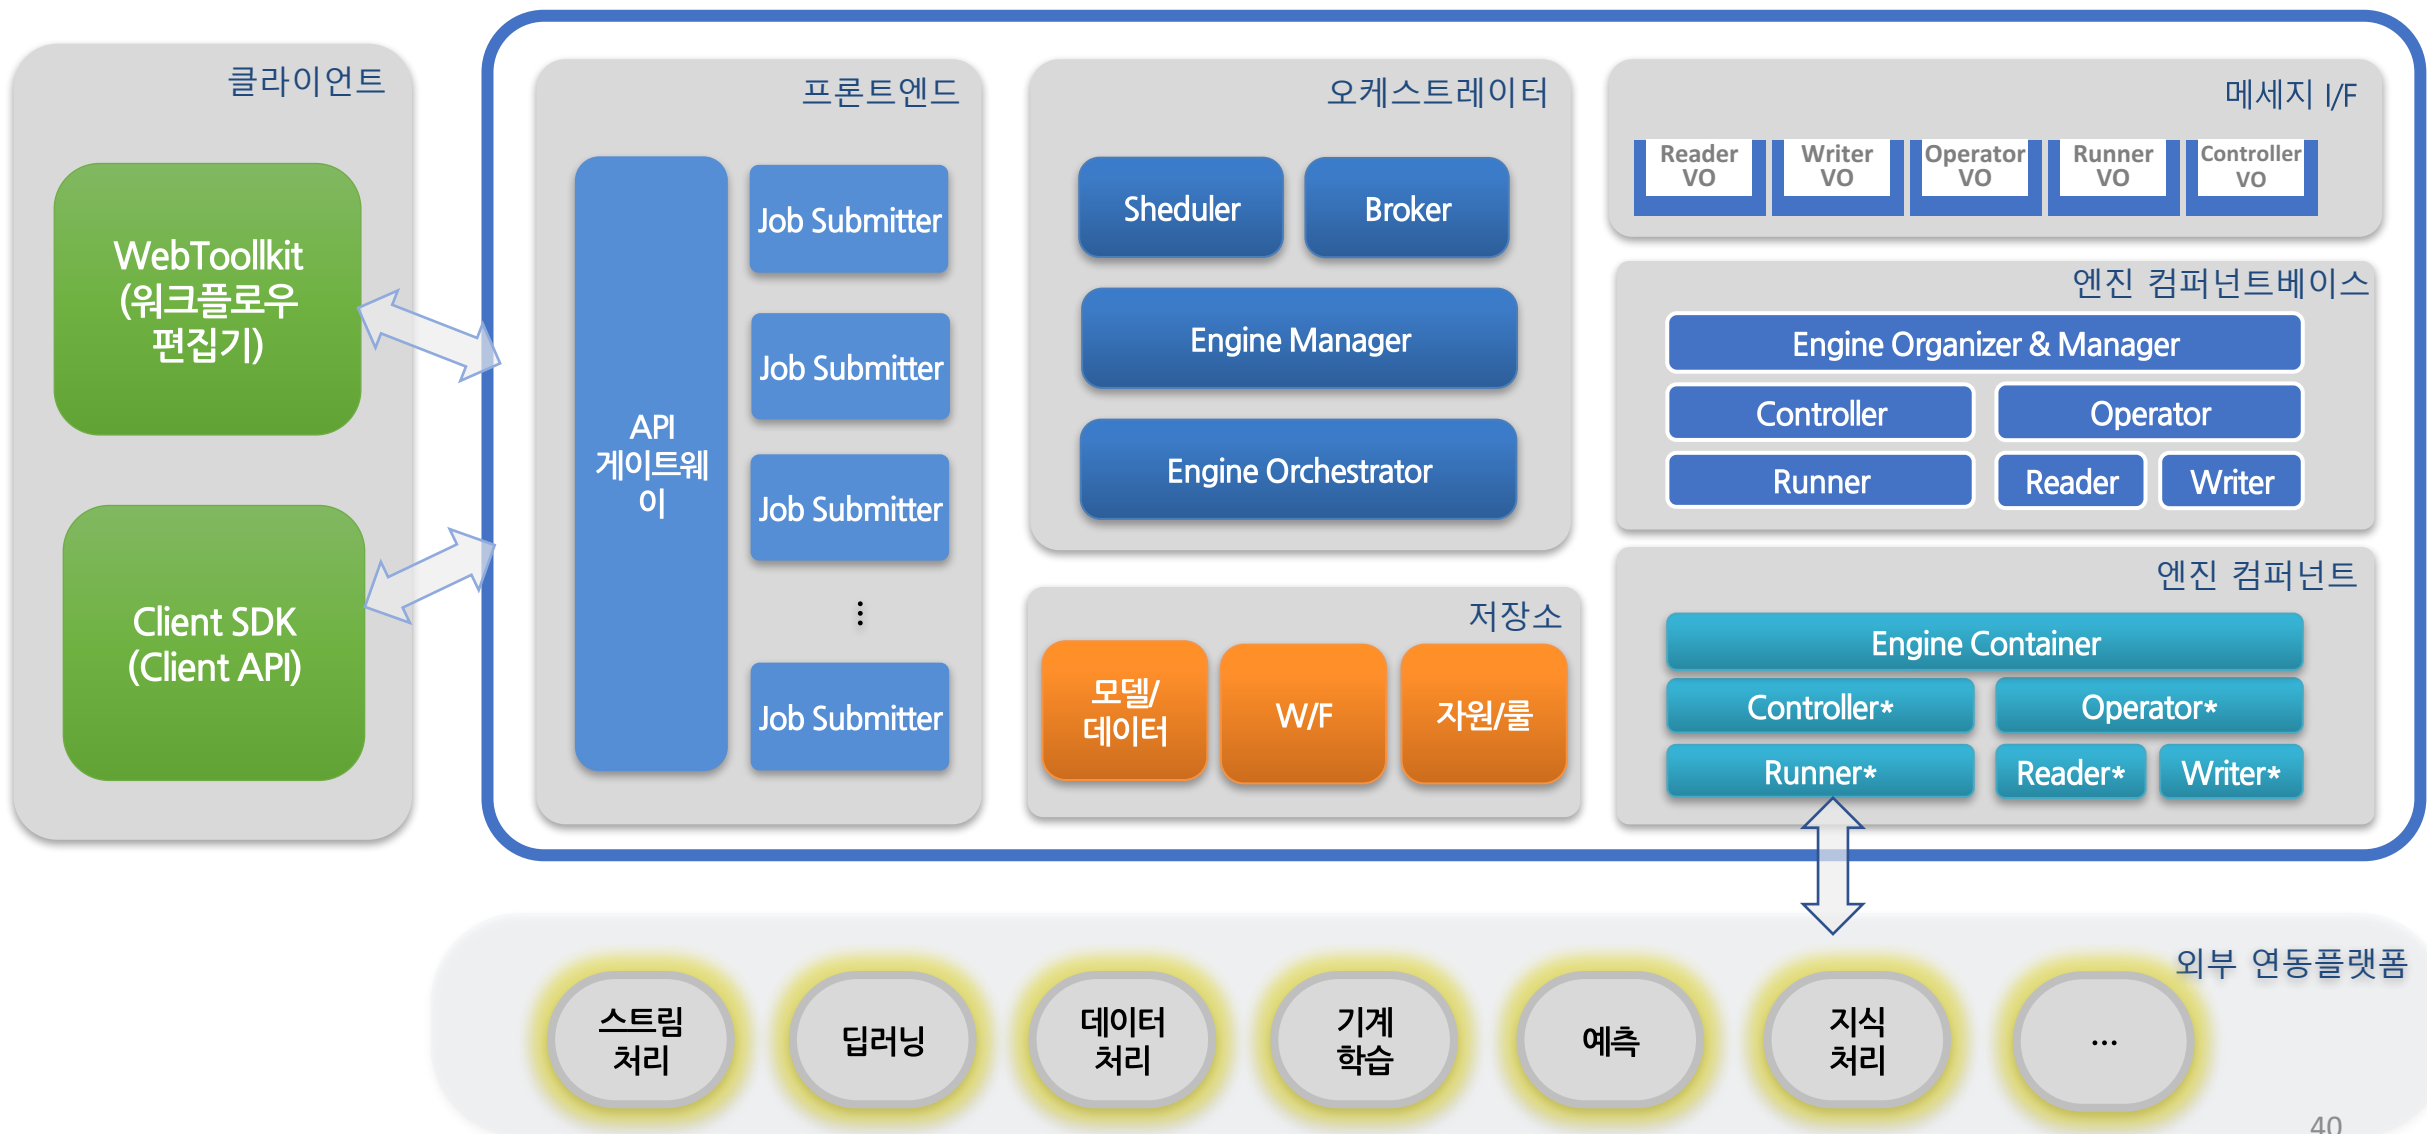 클라이언트
WebToollkit
(워크플로우
편집기)
Client SDK
(Client API)
프론트엔드
API
게이트웨
이
Job Submitter
Job Submitter
Job Submitter
⋮
Job Submitter
오케스트레이터
Sheduler
Broker
Engine Manager
Engine Orchestrator
저장소
모델/
데이터
W/F
자원/룰
메세지 I/F
Reader
VO
Writer
VO
Operator
VO
Runner
VO
Controller
VO
엔진 컴퍼넌트베이스
Engine Organizer & Manager
Controller
Operator
Runner
Reader
Writer
엔진 컴퍼넌트
Engine Container
Controller*
Operator*
Runner*
Reader*
Writer*
외부 연동플랫폼
스트림
처리
딥러닝
데이터
처리
기계
학습
예측
지식
처리
...
40